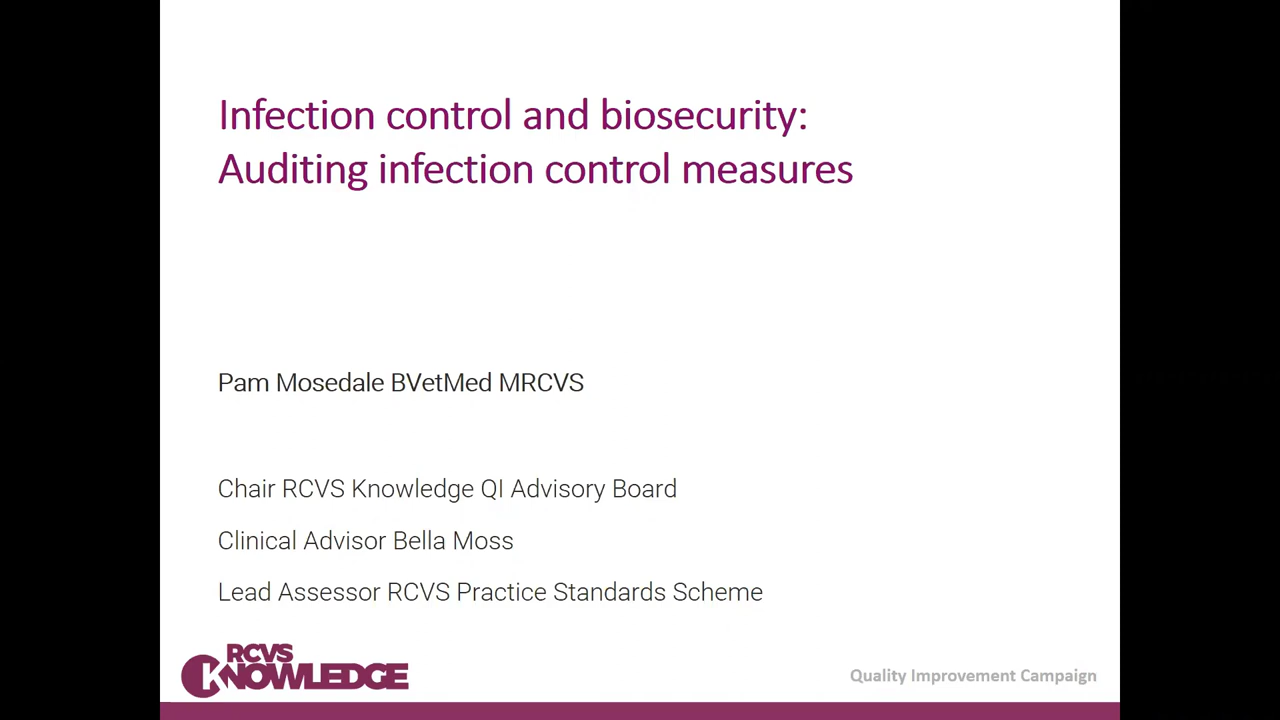 Infection control and biosecurity:
Auditing infection control measures
Pam Mosedale BVetMed MRCVS
Chair RCVS Knowledge QI Advisory Board
Clinical Advisor Bella Moss
Lead Assessor RCVS Practice Standards Scheme
RCVS
KNOWLEDGE
Quality Improvement Campaign